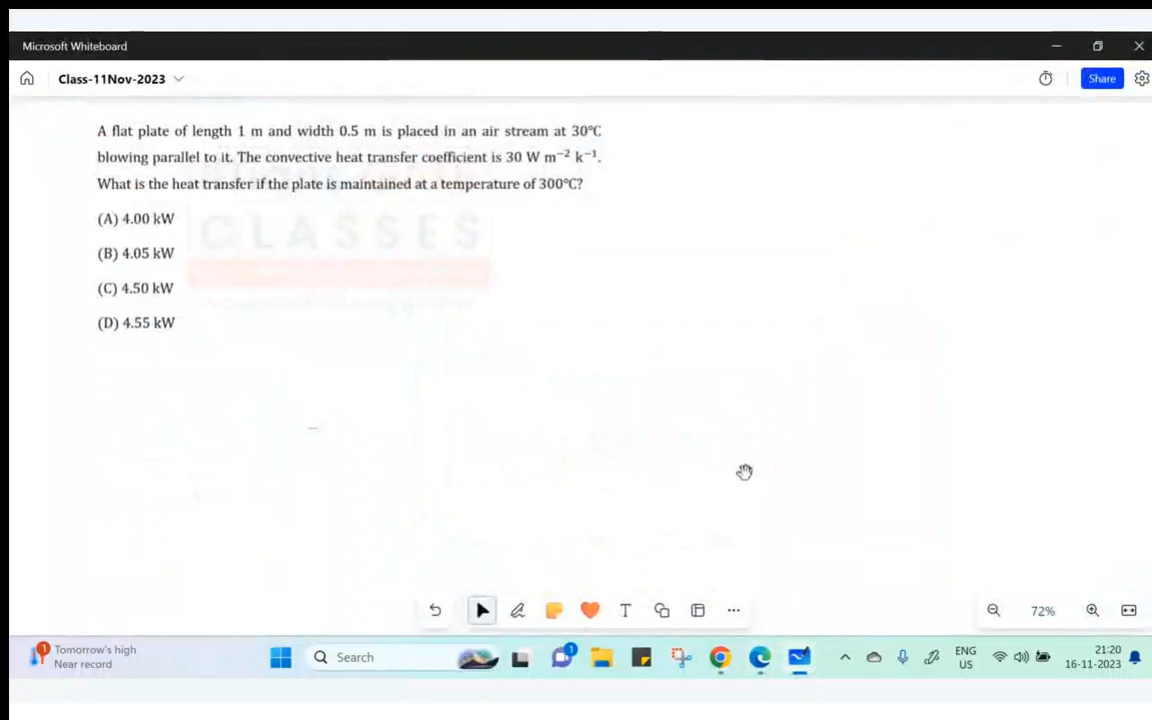 Microsoft Whiteboard
Class-11Nov-2023
Share
A flat plate of length 1 m and width 0.5 m is placed in an air stream at 30°C
blowing parallel to it. The convective heat transfer coefficient is 30 W m⁻² k⁻¹.
What is the heat transfer if the plate is maintained at a temperature of 300°C?
(A) 4.00 kW
CLASSES
(B) 4.05 kW
(C) 4.50 kW
(D) 4.55 kW
72%
1
Tomorrow's high
Near record
Search
1
ENG
US
21:20
16-11-2023